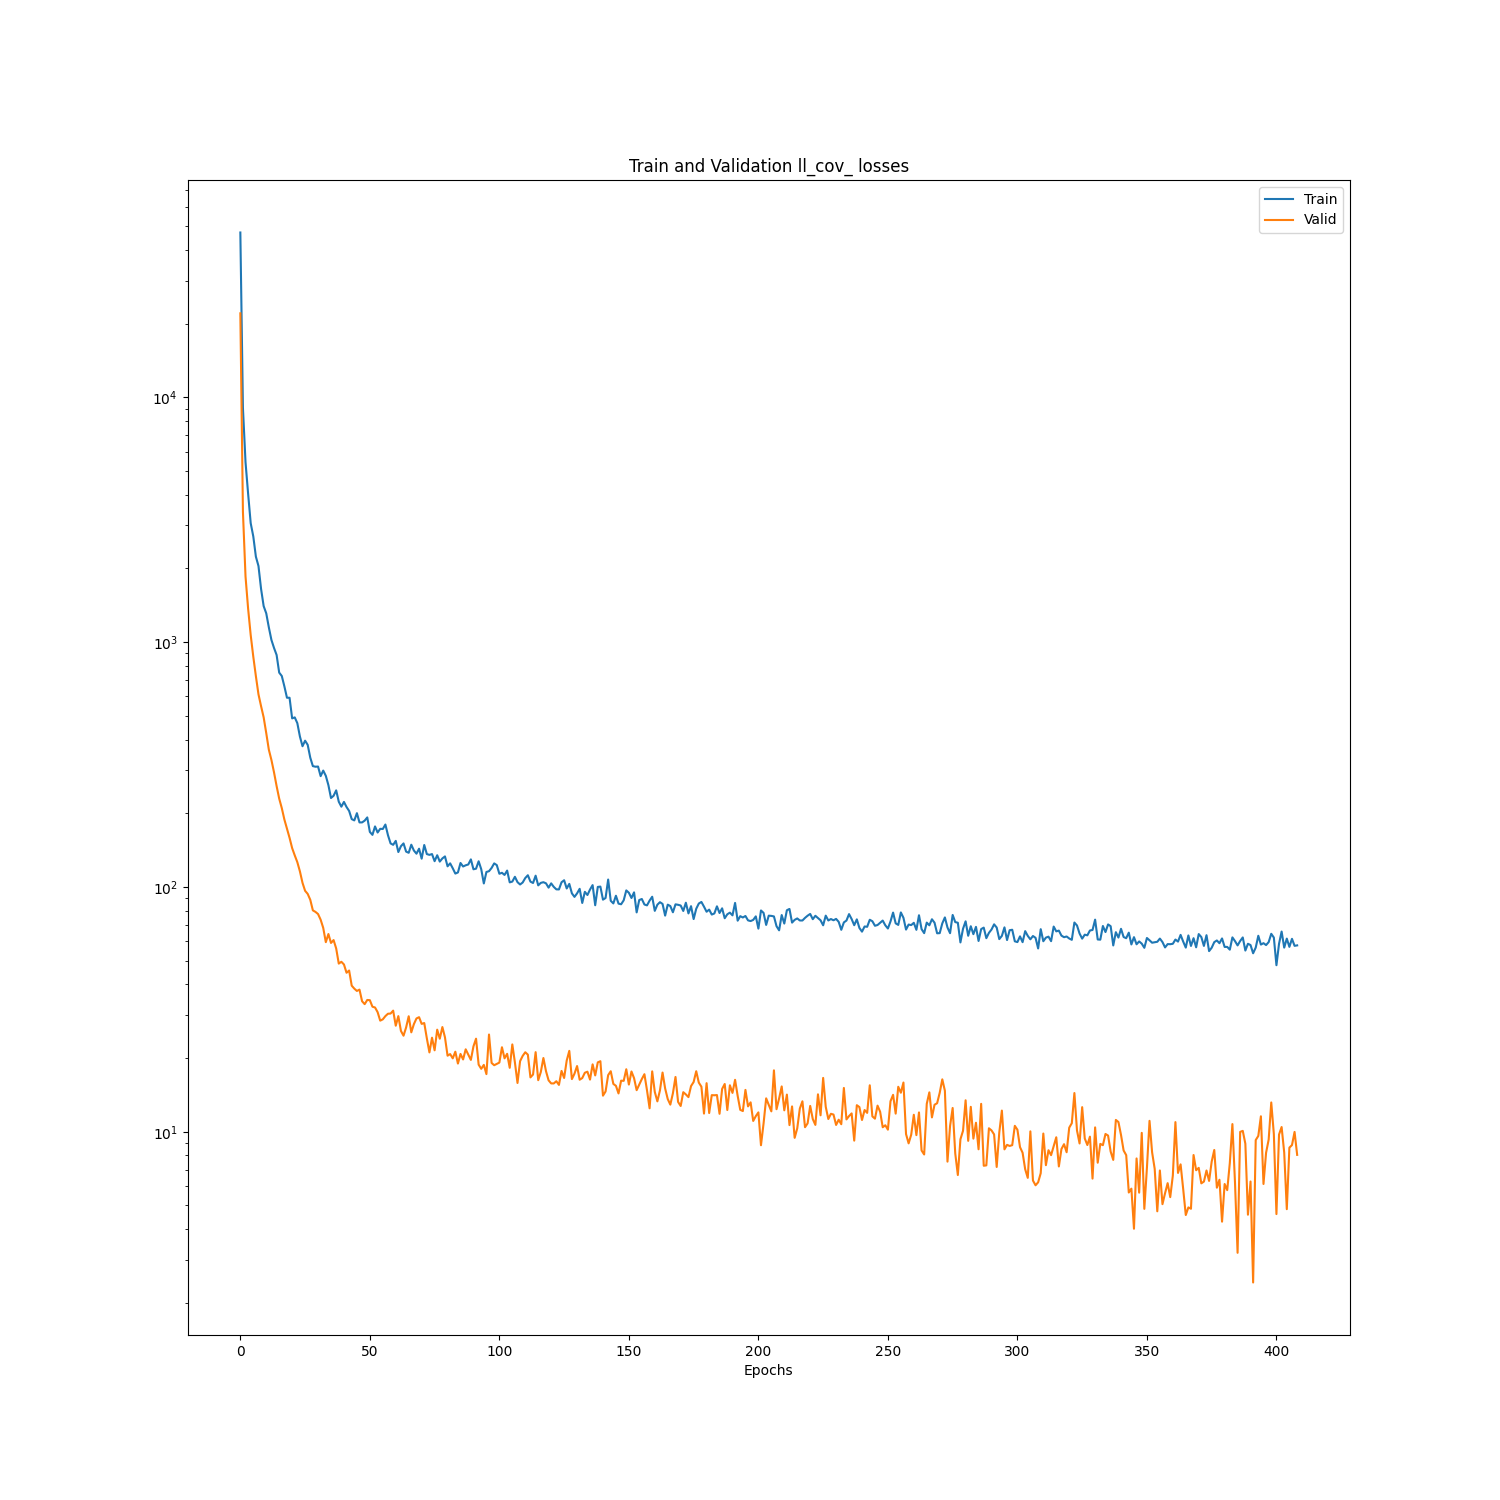 Train and Validation ll_cov_ losses
Train
Valid
10^4
10^3
10^2
10^1
0 50 100 150 200 250 300 350 400
Epochs